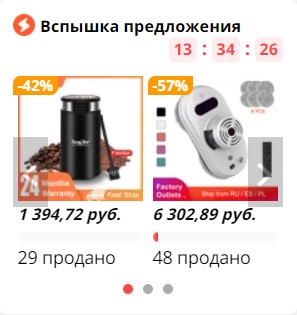 Вспышка предложения
13 : 34 : 26
-42%
-57%
6 PCS
24 Months
Warranty
Fast Ship
Factory
Outlets
Ship from RU / ES / PL
1 394,72 руб.
6 302,89 руб.
29 продано
48 продано